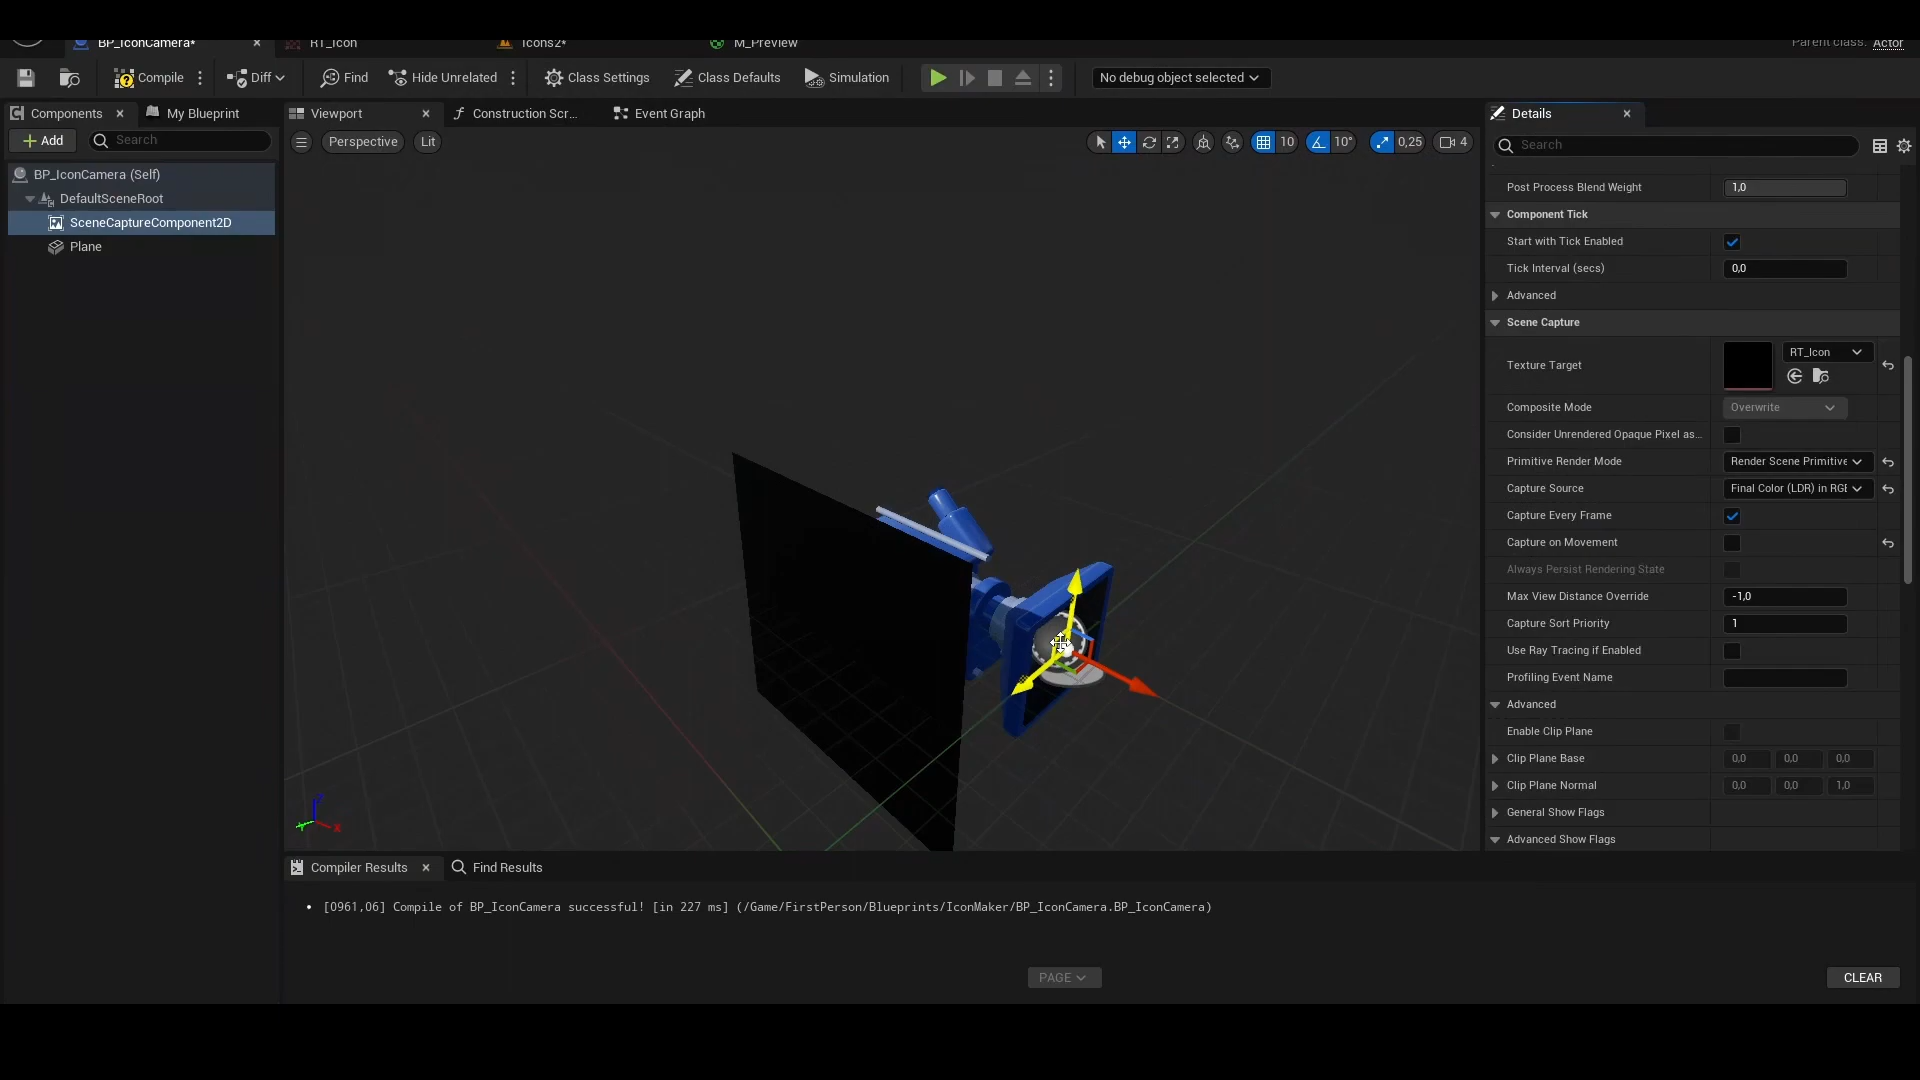 BP_IconCamera*
RT_Icon
Icons2*
M_Preview
Parent class: Actor
Compile
Diff
Find
Hide Unrelated
Class Settings
Class Defaults
Simulation
No debug object selected
Components
My Blueprint
Viewport
Construction Scr...
Event Graph
Details
Add
Search
Perspective
Lit
10
10°
0,25
4
Search
BP_IconCamera (Self)
DefaultSceneRoot
SceneCaptureComponent2D
Plane
Post Process Blend Weight
1,0
Component Tick
Start with Tick Enabled
Tick Interval (secs)
0,0
Advanced
Scene Capture
Texture Target
RT_Icon
Composite Mode
Overwrite
Consider Unrendered Opaque Pixel as...
Primitive Render Mode
Render Scene Primitive
Capture Source
Final Color (LDR) in RGB
Capture Every Frame
Capture on Movement
Always Persist Rendering State
Max View Distance Override
-1,0
Capture Sort Priority
1
Use Ray Tracing if Enabled
Profiling Event Name
Advanced
Enable Clip Plane
Clip Plane Base
0,0
0,0
0,0
Clip Plane Normal
0,0
0,0
1,0
General Show Flags
Advanced Show Flags
Z
Y
X
Compiler Results
Find Results
[0961,06] Compile of BP_IconCamera successful! [in 227 ms] (/Game/FirstPerson/Blueprints/IconMaker/BP_IconCamera.BP_IconCamera)
PAGE
CLEAR